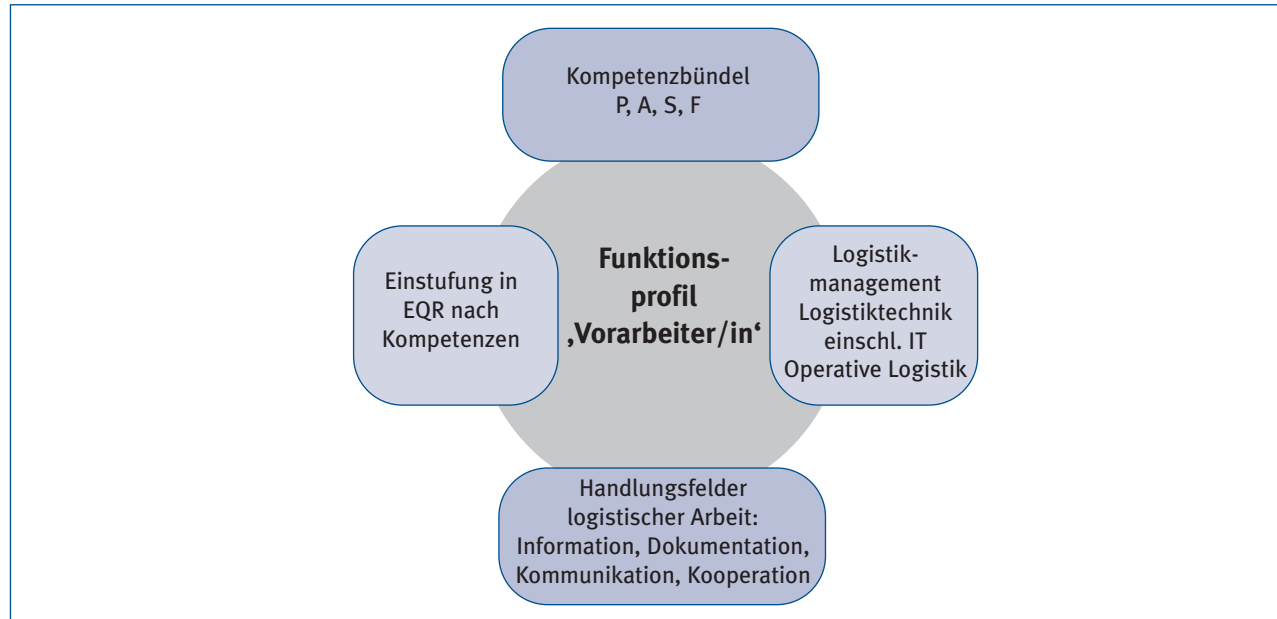 Kompetenzbündel
P, A, S, F
Einstufung in
EQR nach
Kompetenzen
Funktions-
profil
‚Vorarbeiter/in‘
Logistik-
management
Logistiktechnik
einschl. IT
Operative Logistik
Handlungsfelder
logistischer Arbeit:
Information, Dokumentation,
Kommunikation, Kooperation